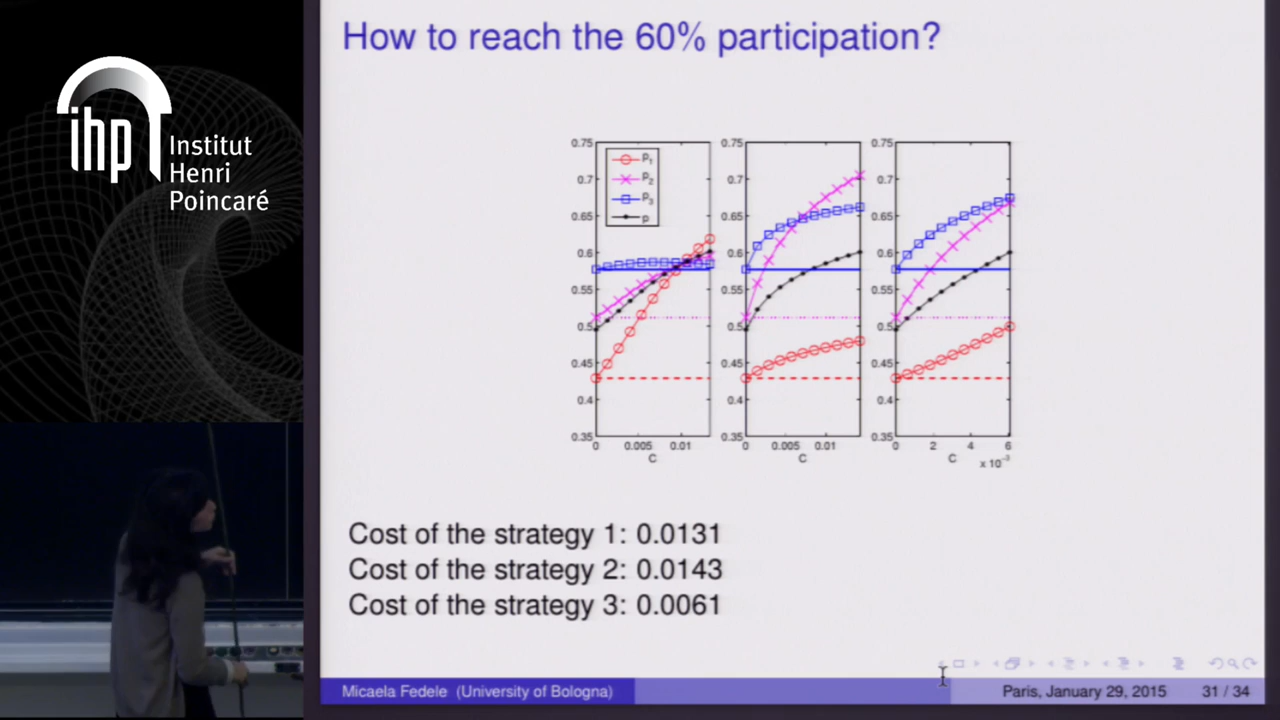 How to reach the 60% participation?
ihp
Institut
Henri
Poincaré
0.75
0.7
0.65
0.6
0.55
0.5
0.45
0.4
0.35
P1
P2
P3
p
0 0.005 0.01
C
0.75
0.7
0.65
0.6
0.55
0.5
0.45
0.4
0.35
0 0.005 0.01
C
0.75
0.7
0.65
0.6
0.55
0.5
0.45
0.4
0.35
0 2 4 6
C x 10⁻³
Cost of the strategy 1: 0.0131
Cost of the strategy 2: 0.0143
Cost of the strategy 3: 0.0061
Micaela Fedele (University of Bologna) Paris, January 29, 2015 31 / 34